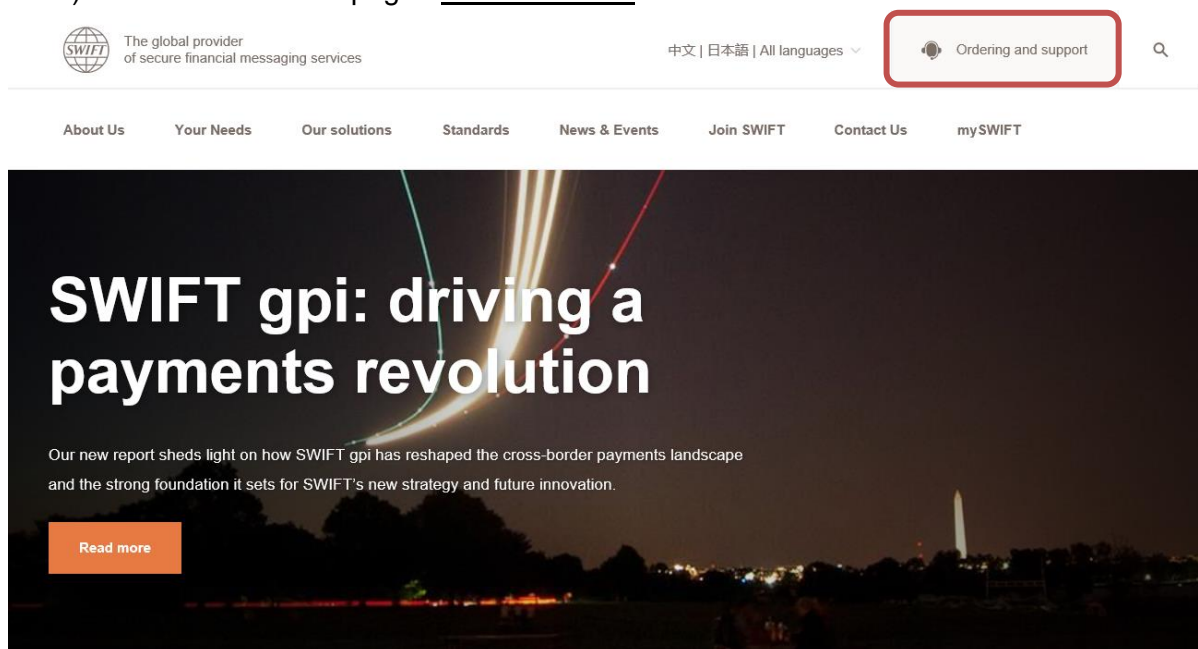 The global provider
of secure financial messaging services
SWIFT
中文 | 日本語 | All languages
Ordering and support
About Us Your Needs Our solutions Standards News & Events Join SWIFT Contact Us mySWIFT
SWIFT gpi: driving a
payments revolution
Our new report sheds light on how SWIFT gpi has reshaped the cross-border payments landscape
and the strong foundation it sets for SWIFT's new strategy and future innovation.
Read more